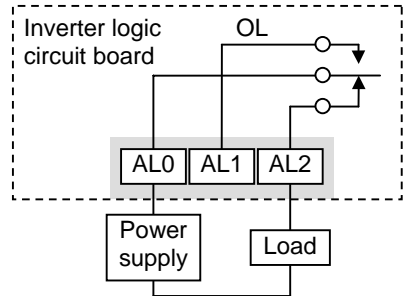 Inverter logic
circuit board
OL
AL0
AL1
AL2
Power
supply
Load